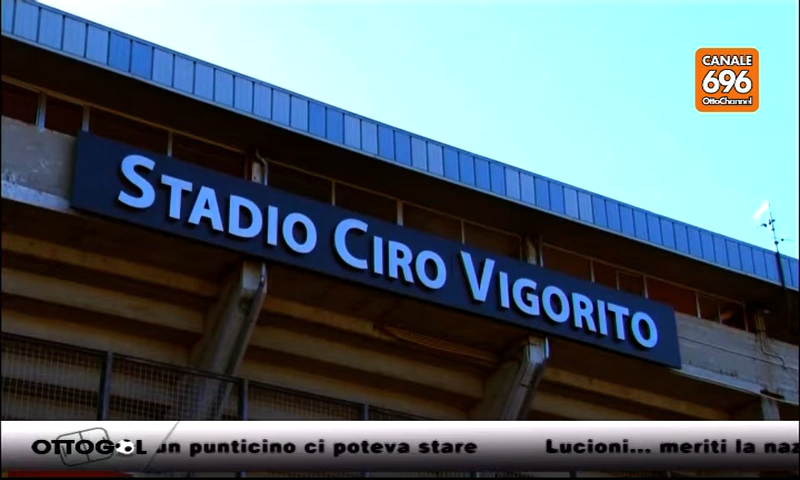 CANALE
696
OttoChannel
STADIO CIRO VIGORITO
OTTOGOL un punticino ci poteva stare Lucioni... meriti la naz